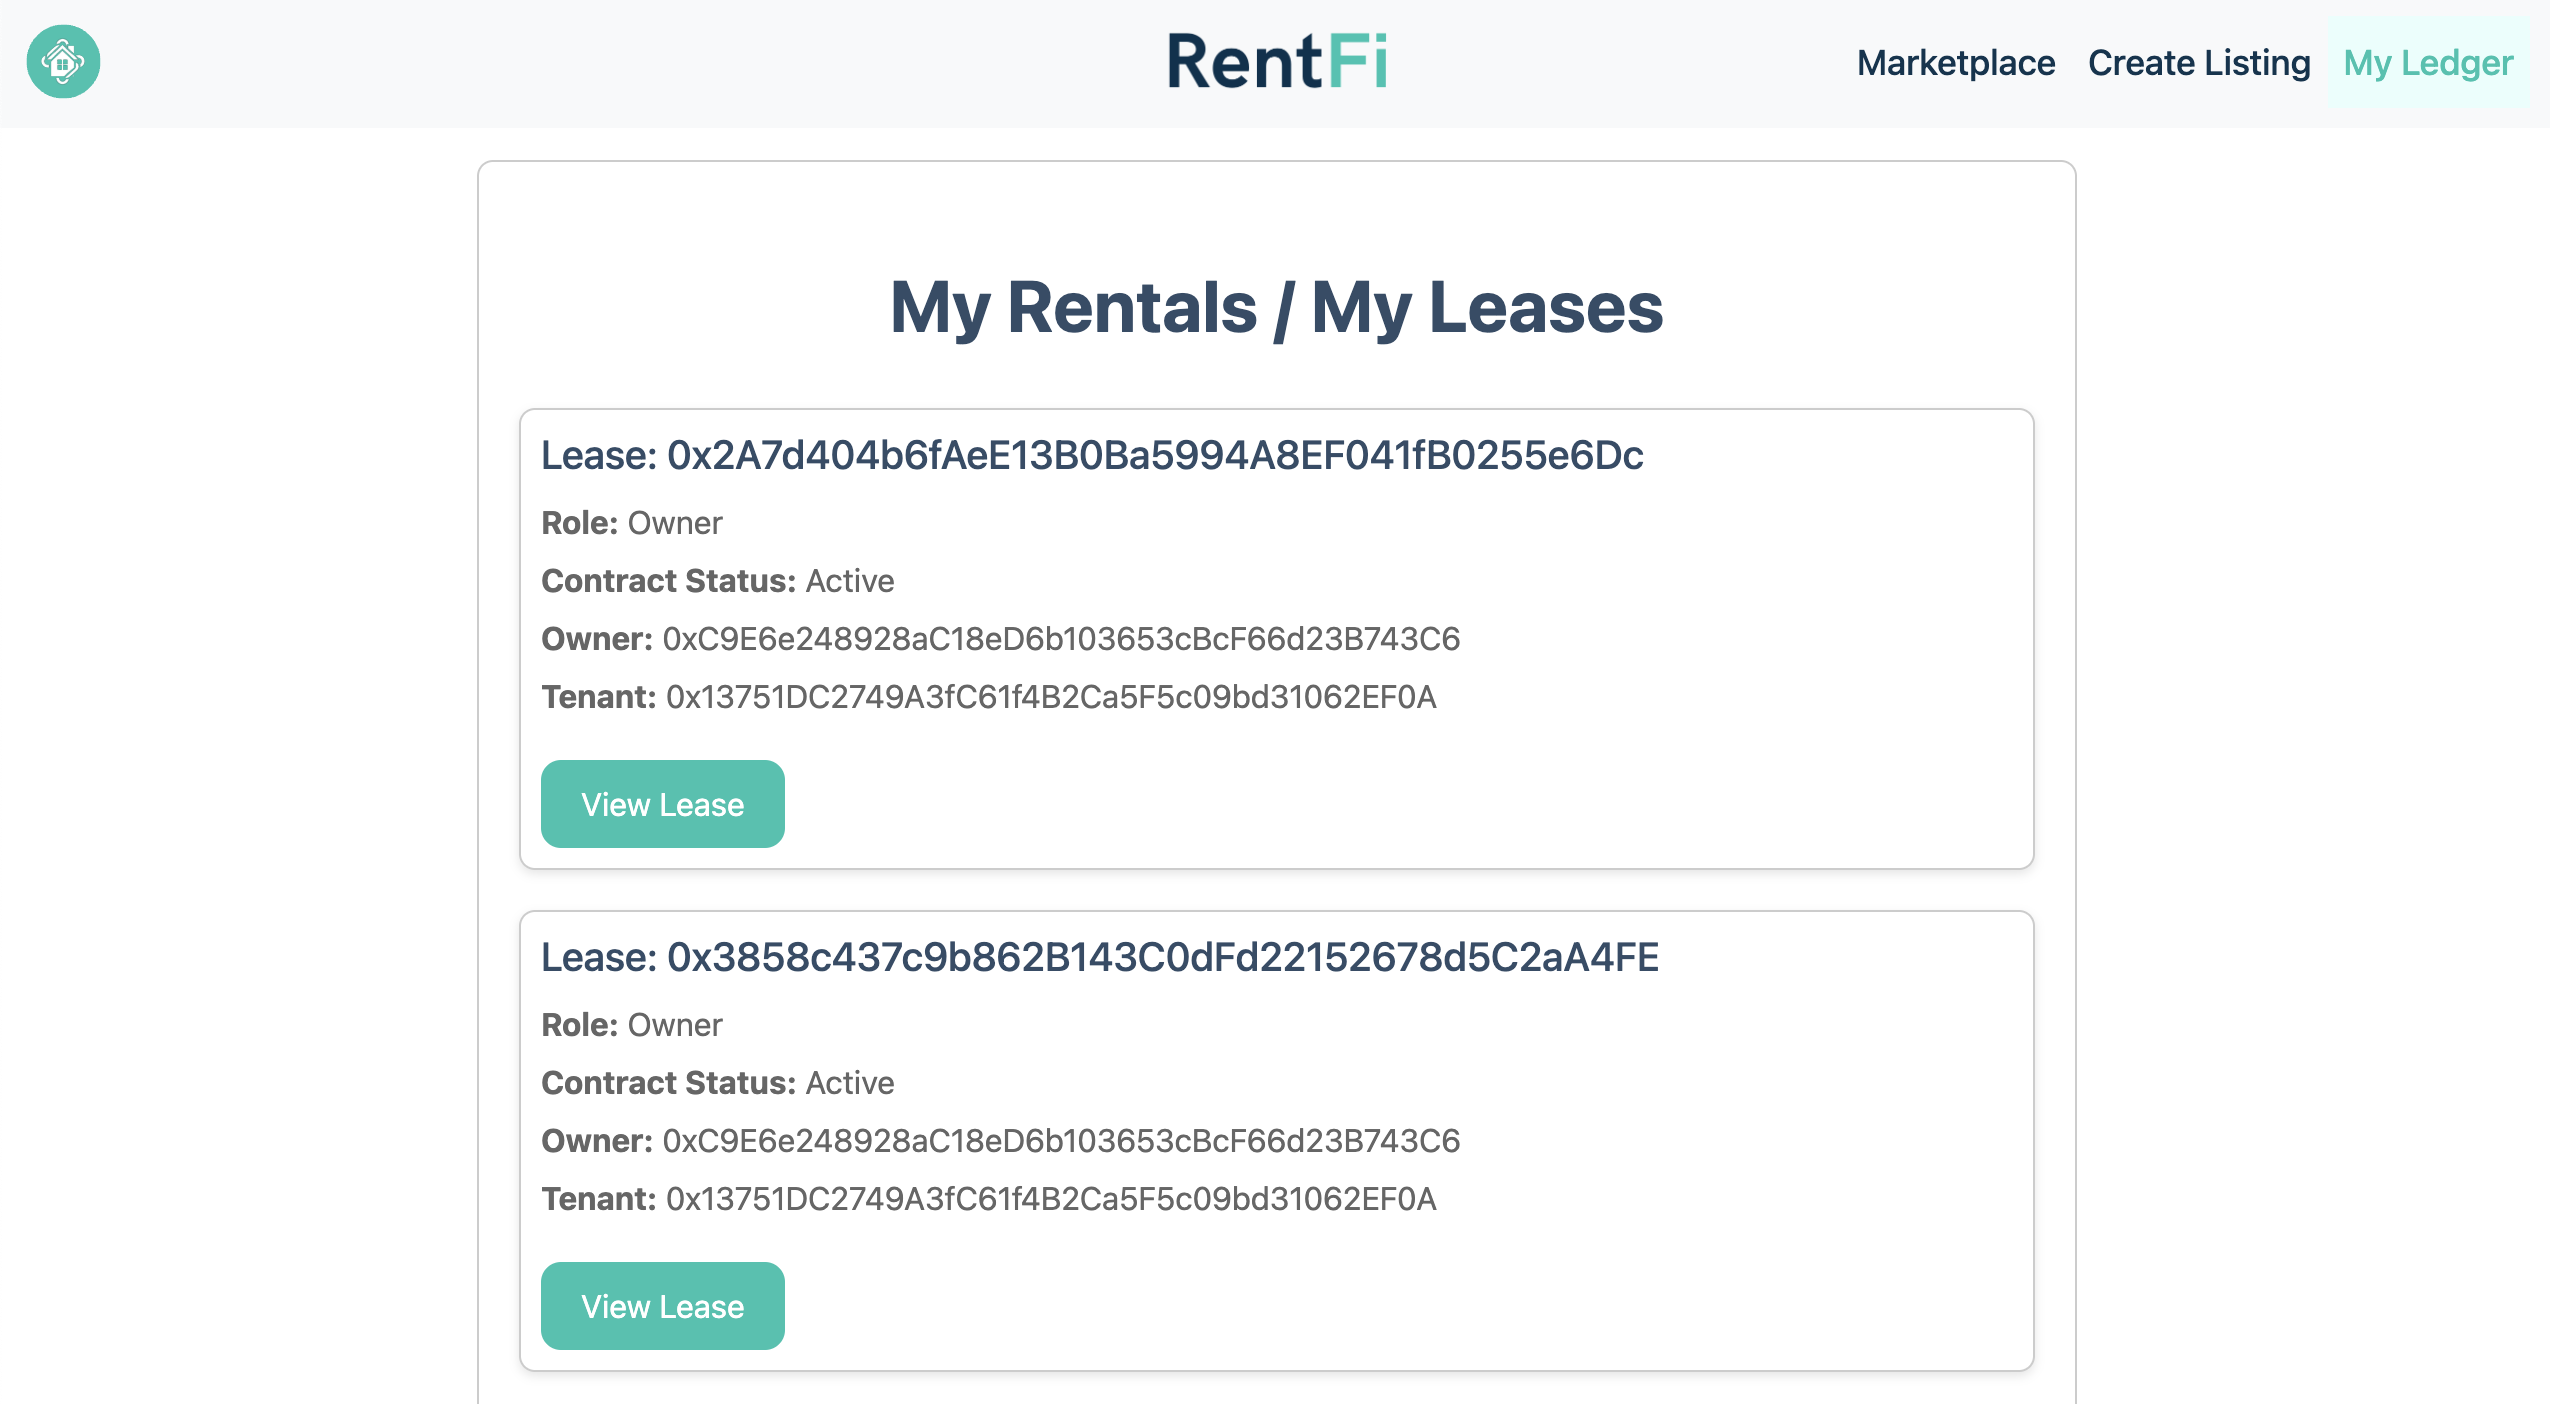 RentFi
Marketplace Create Listing My Ledger
My Rentals / My Leases
Lease: 0x2A7d404b6fAeE13B0Ba5994A8EF041fB0255e6Dc
Role: Owner
Contract Status: Active
Owner: 0xC9E6e248928aC18eD6b103653cBcF66d23B743C6
Tenant: 0x13751DC2749A3fC61f4B2Ca5F5c09bd31062EF0A
View Lease
Lease: 0x3858c437c9b862B143C0dFd22152678d5C2aA4FE
Role: Owner
Contract Status: Active
Owner: 0xC9E6e248928aC18eD6b103653cBcF66d23B743C6
Tenant: 0x13751DC2749A3fC61f4B2Ca5F5c09bd31062EF0A
View Lease